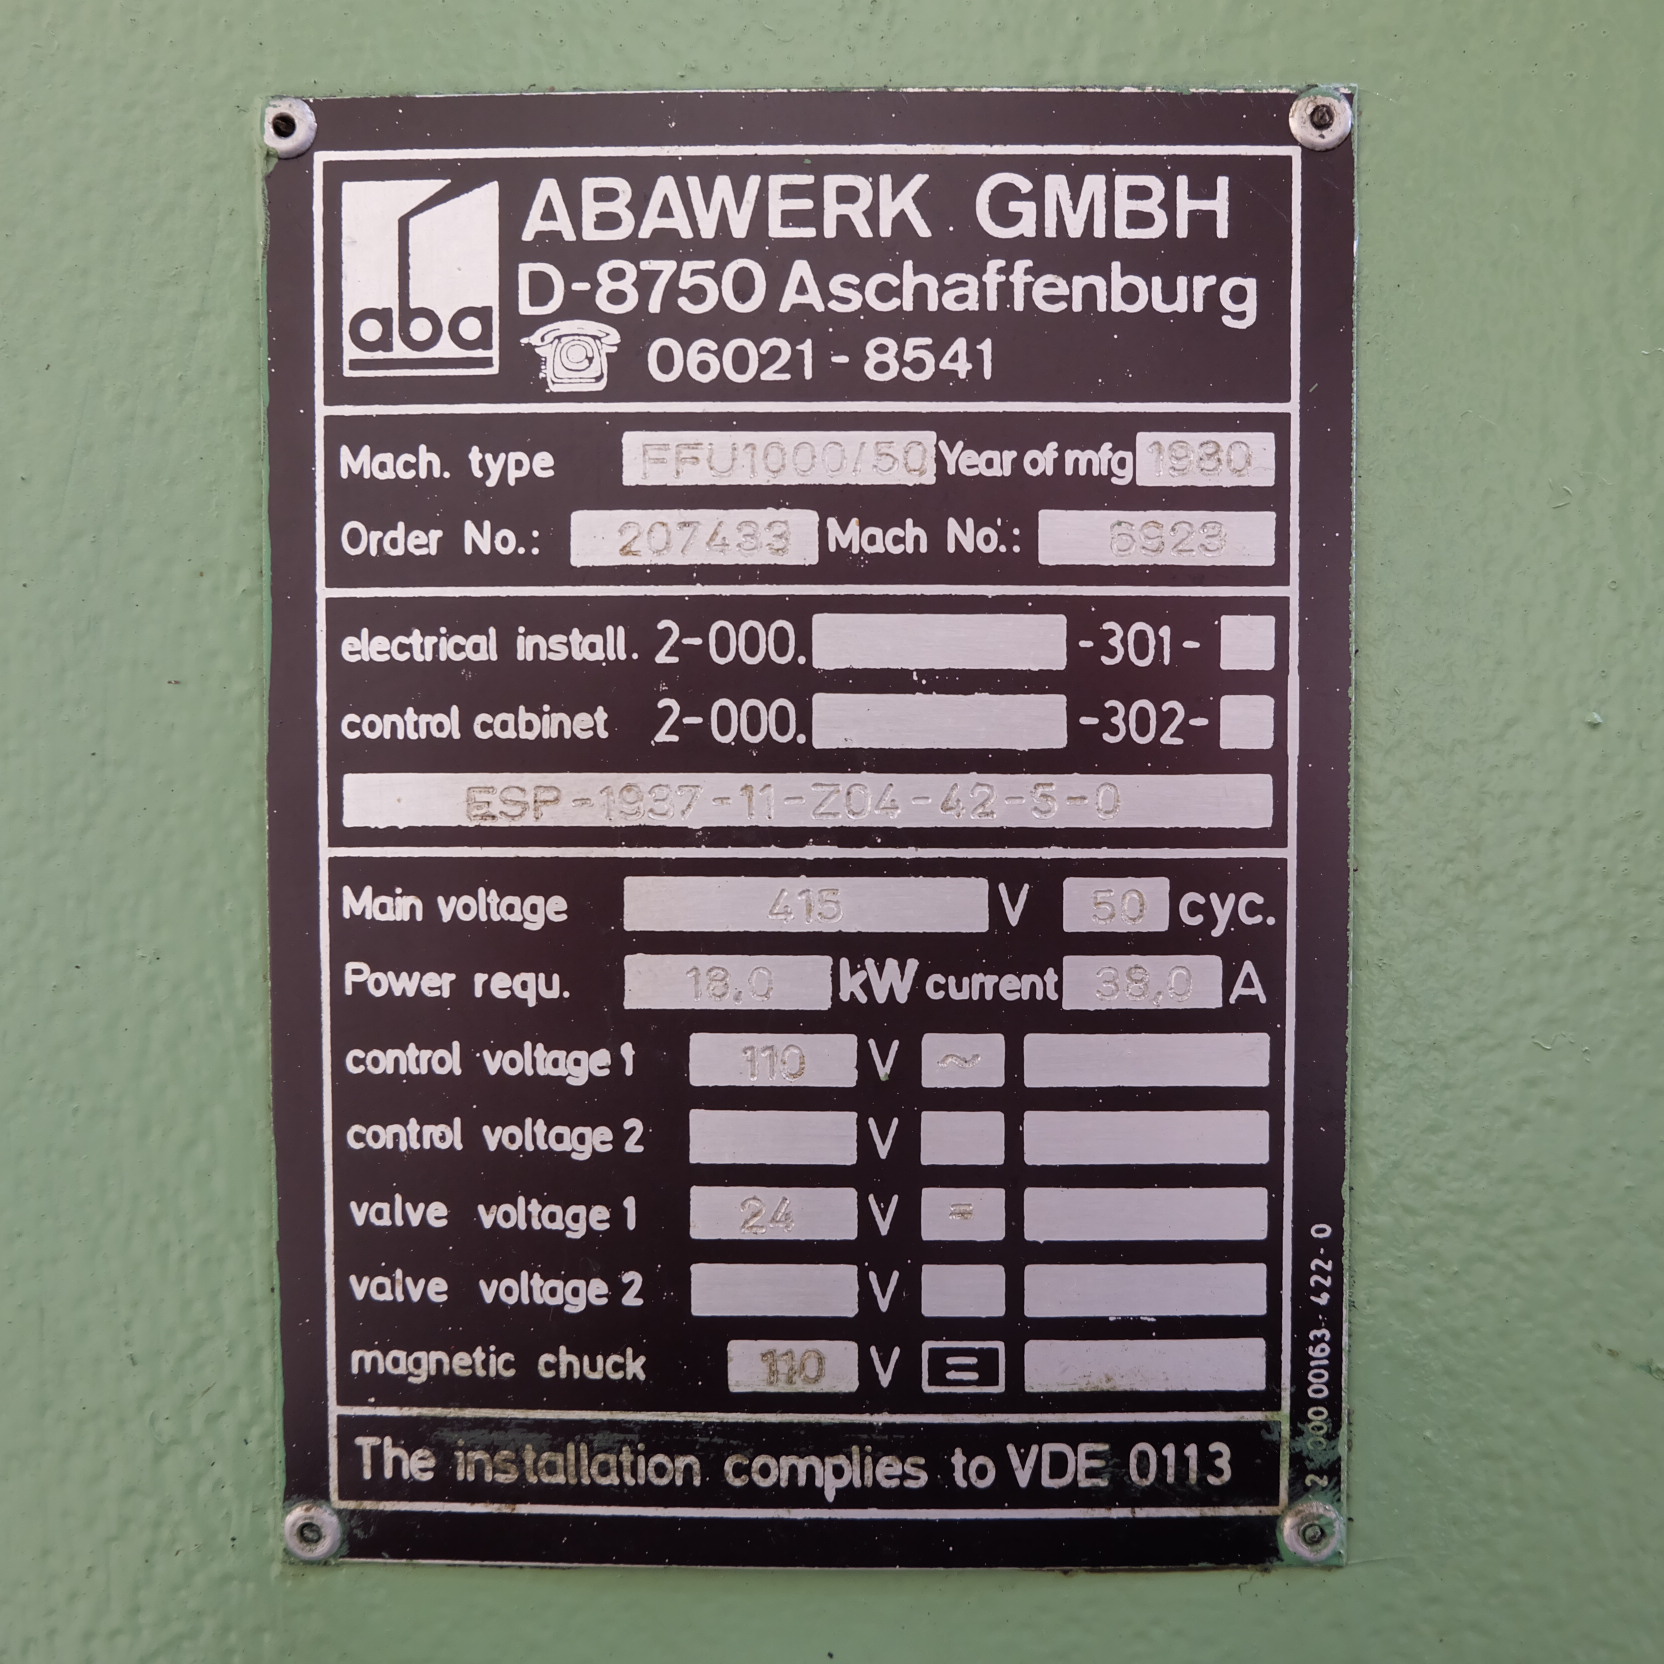 aba
ABAWERK GMBH
D-8750 Aschaffenburg
06021-8541
Mach. type FFU1000/50 Year of mfg 1980
Order No.: 207433 Mach No.: 6923
electrical install. 2-000. -301-
control cabinet 2-000. -302-
ESP-1937-11-Z04-42-5-0
Main voltage 415 V 50 cyc.
Power requ. 18,0 kW current 38,0 A
control voltage 1 110 V ~
control voltage 2 V
valve voltage 1 24 V =
valve voltage 2 V
magnetic chuck 110 V =
The installation complies to VDE 0113
2 000 00163 422-0